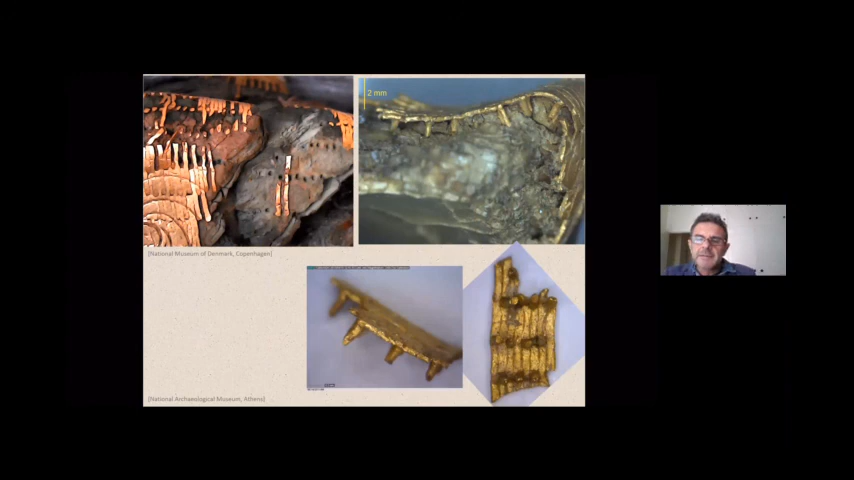 2 mm
[National Museum of Denmark, Copenhagen]
[National Archaeological Museum, Athens]